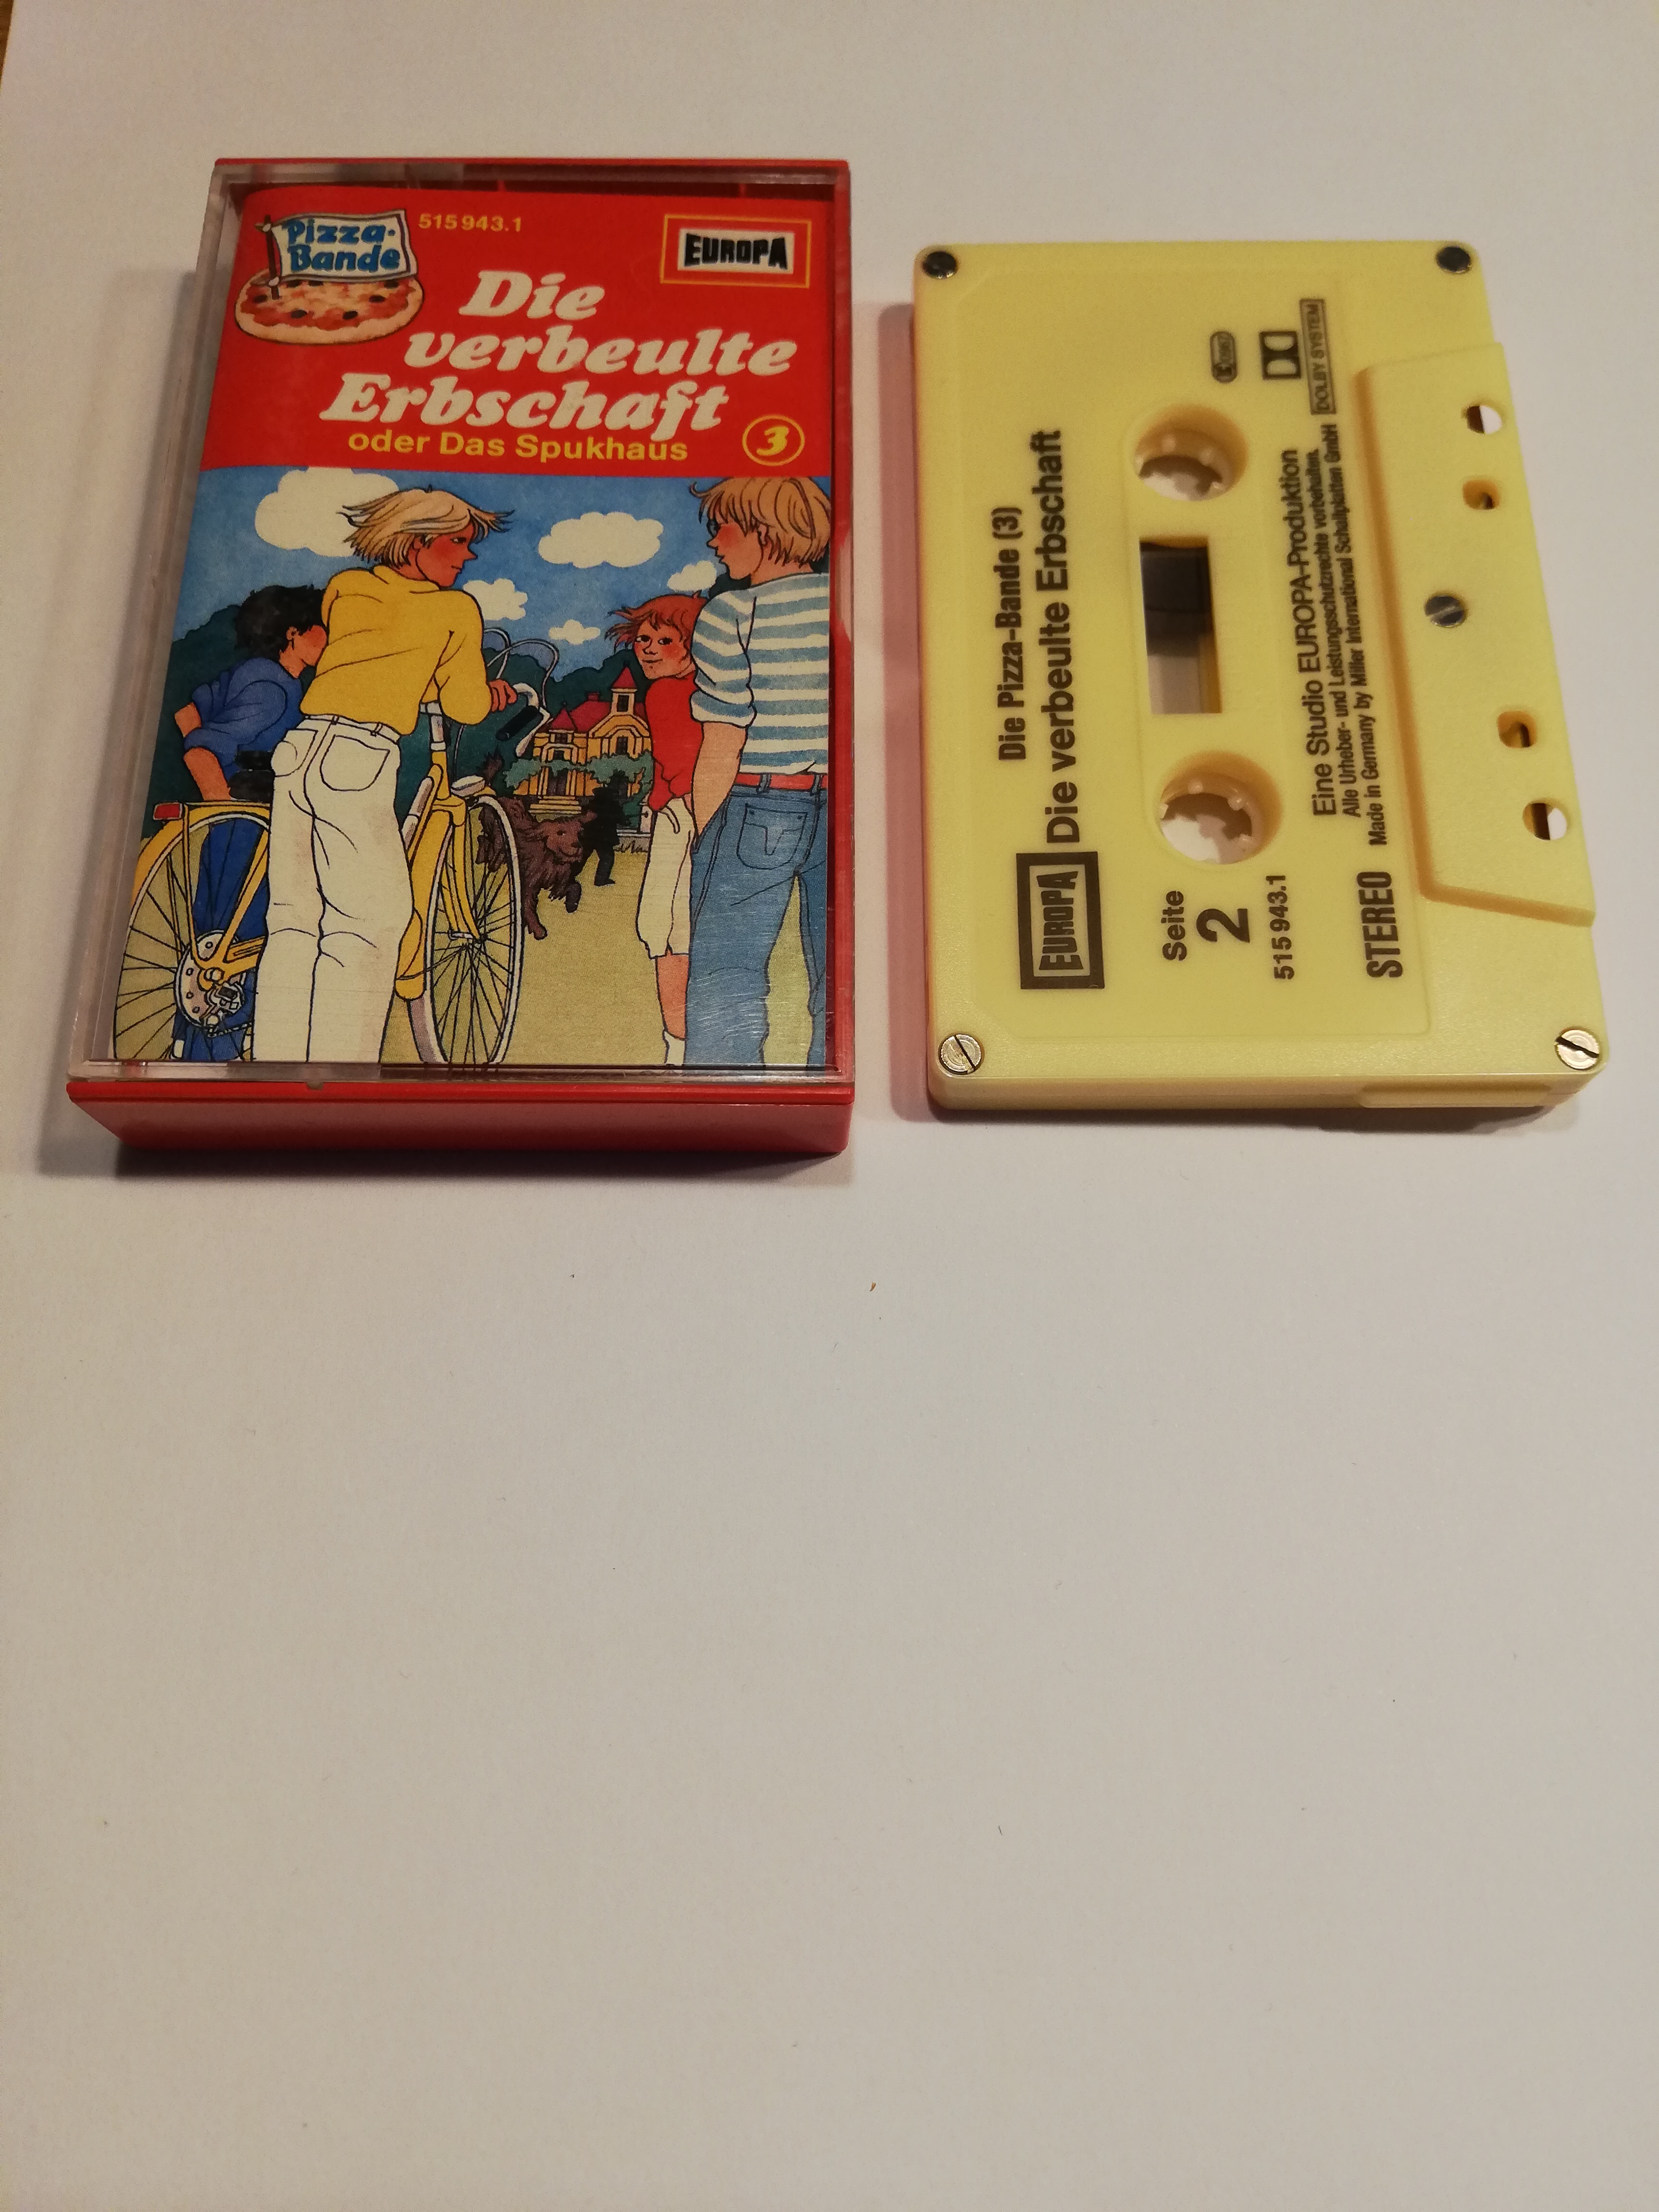 Pizza-
Bande
515 943.1
EUROPA
Die
verbeulte
Erbschaft
oder Das Spukhaus
3
Die Pizza-Bande (3)
EUROPA Die verbeulte Erbschaft
Seite
2
515 943.1
Eine Studio EUROPA-Produktion
Alle Urheber- und Leistungsschutzrechte vorbehalten.
Made in Germany by Miller International Schallplatten GmbH
STEREO
DOLBY SYSTEM